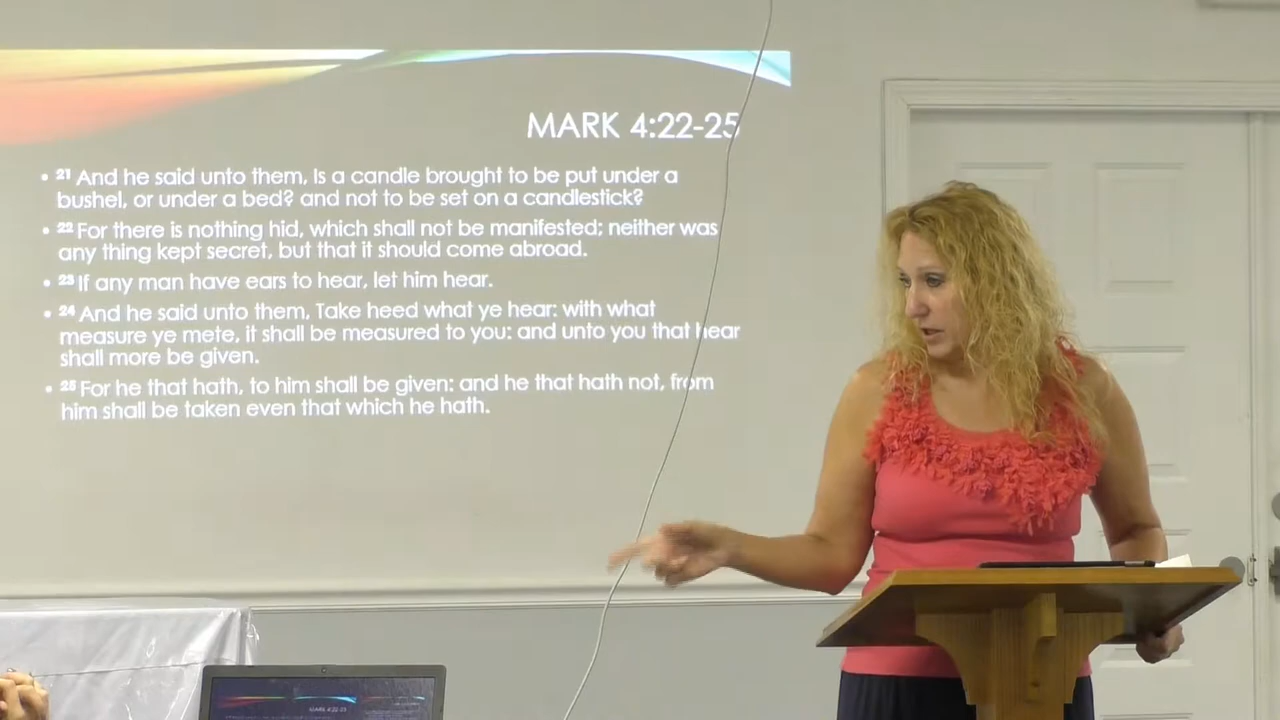 MARK 4:22-25
• 21 And he said unto them, Is a candle brought to be put under a
bushel, or under a bed? and not to be set on a candlestick?
• 22 For there is nothing hid, which shall not be manifested; neither was
any thing kept secret, but that it should come abroad.
• 23 If any man have ears to hear, let him hear.
• 24 And he said unto them, Take heed what ye hear: with what
measure ye mete, it shall be measured to you: and unto you that hear
shall more be given.
• 25 For he that hath, to him shall be given: and he that hath not, from
him shall be taken even that which he hath.
MARK 4:22-25